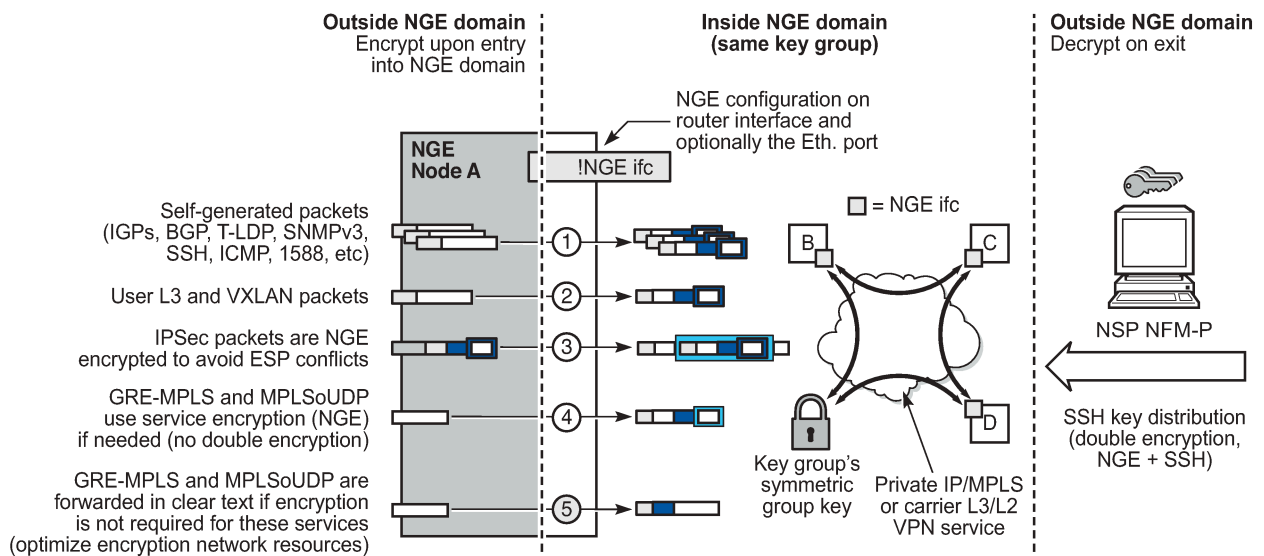 Outside NGE domain
Encrypt upon entry
into NGE domain
Inside NGE domain
(same key group)
Outside NGE domain
Decrypt on exit
NGE configuration on
router interface and
optionally the Eth. port
NGE
Node A
!NGE ifc
= NGE ifc
Self-generated packets
(IGPs, BGP, T-LDP, SNMPv3,
SSH, ICMP, 1588, etc)
1
User L3 and VXLAN packets
2
IPSec packets are NGE
encrypted to avoid ESP conflicts
3
GRE-MPLS and MPLSoUDP
use service encryption (NGE)
if needed (no double encryption)
4
GRE-MPLS and MPLSoUDP are
forwarded in clear text if encryption
is not required for these services
(optimize encryption network resources)
5
B
C
D
Key group's
symmetric
group key
Private IP/MPLS
or carrier L3/L2
VPN service
NSP NFM-P
SSH key distribution
(double encryption,
NGE + SSH)